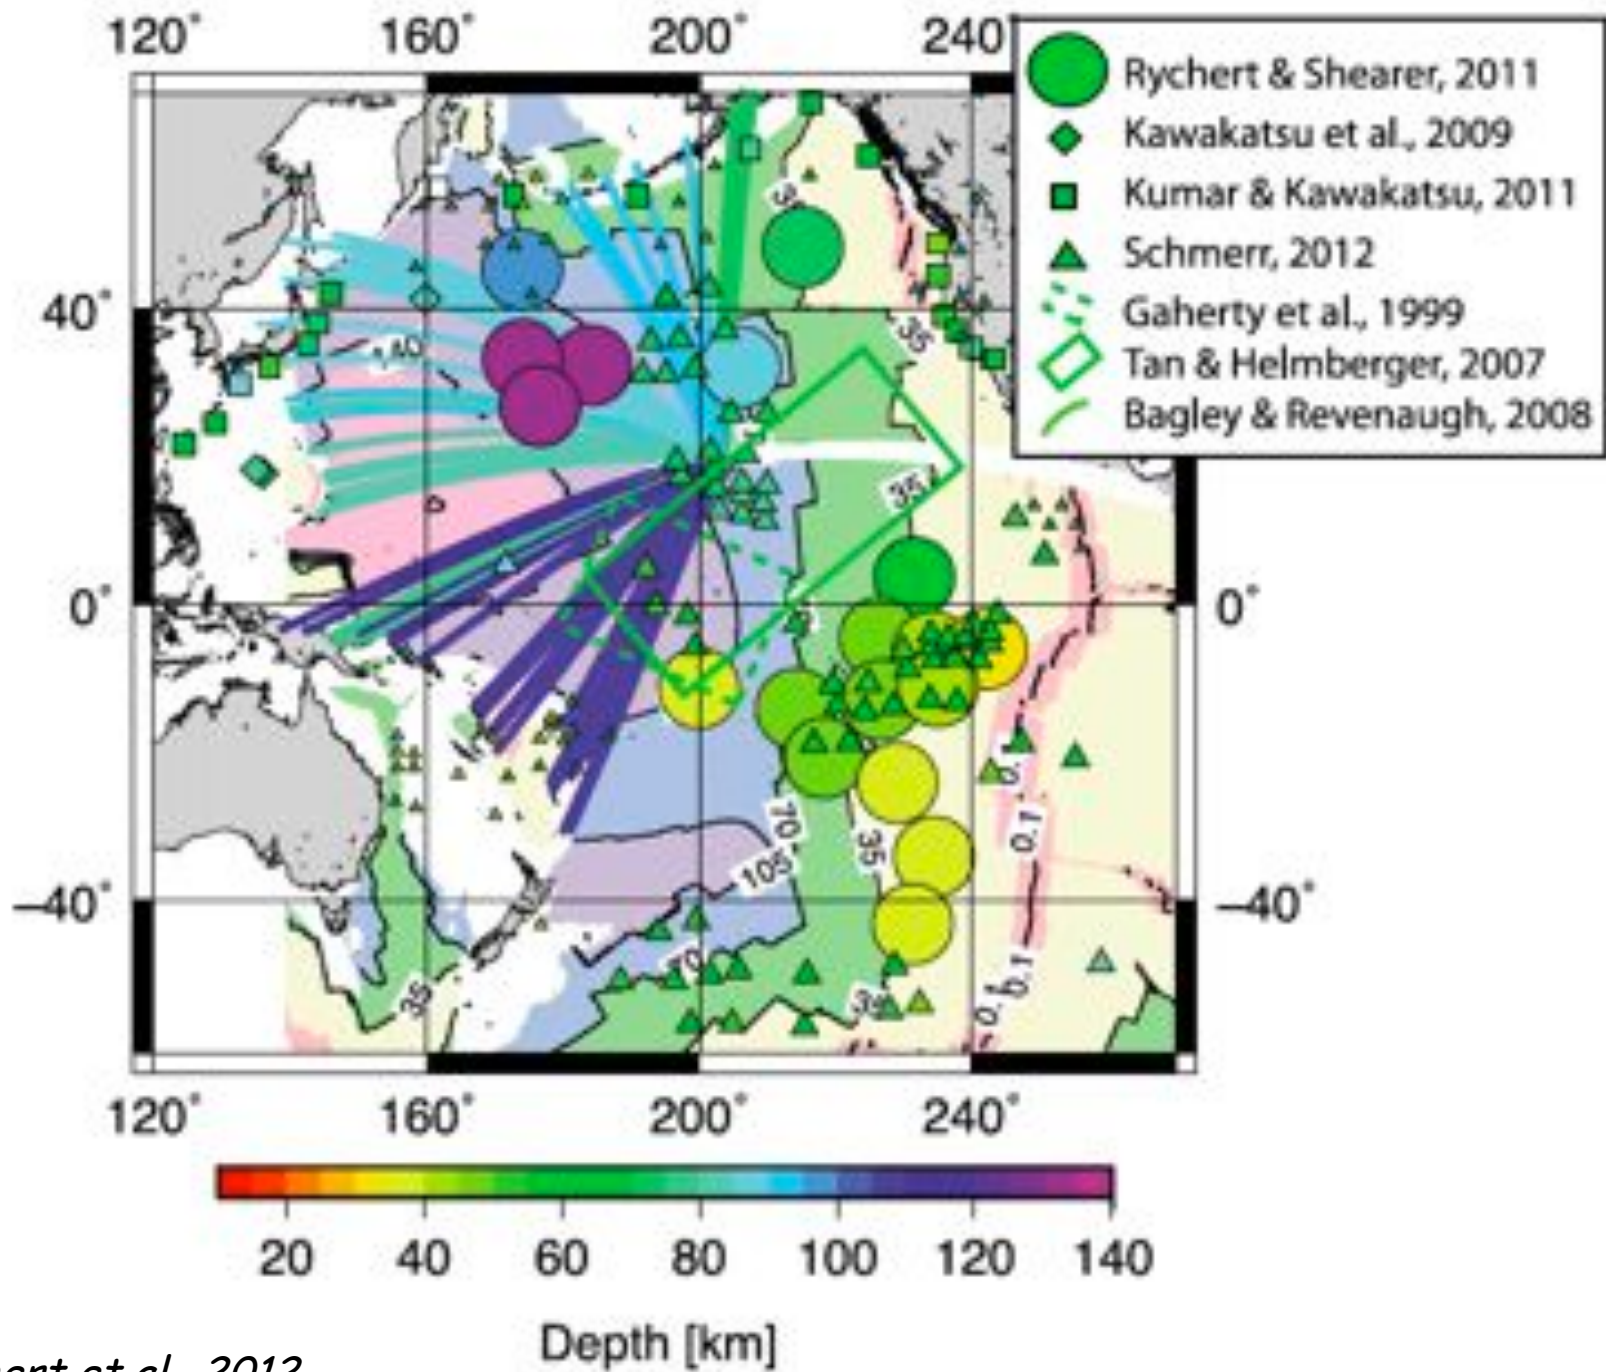 120° 160° 200° 240°
Rychert & Shearer, 2011
Kawakatsu et al., 2009
Kumar & Kawakatsu, 2011
Schmerr, 2012
Gaherty et al., 1999
Tan & Helmberger, 2007
Bagley & Revenaugh, 2008
40°
35
140
35
0° 0°
0.1
70
35
0.1
105
−40° −40°
70
35
35
0.1
0.1
120° 160° 200° 240°
20 40 60 80 100 120 140
Depth [km]
et al., 2012